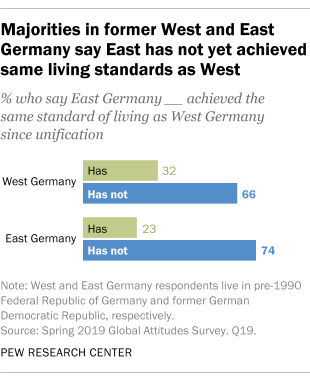 Majorities in former West and East
Germany say East has not yet achieved
same living standards as West
% who say East Germany __ achieved the
same standard of living as West Germany
since unification
West Germany
Has 32
Has not 66
East Germany
Has 23
Has not 74
Note: West and East Germany respondents live in pre-1990
Federal Republic of Germany and former German
Democratic Republic, respectively.
Source: Spring 2019 Global Attitudes Survey. Q19.
PEW RESEARCH CENTER